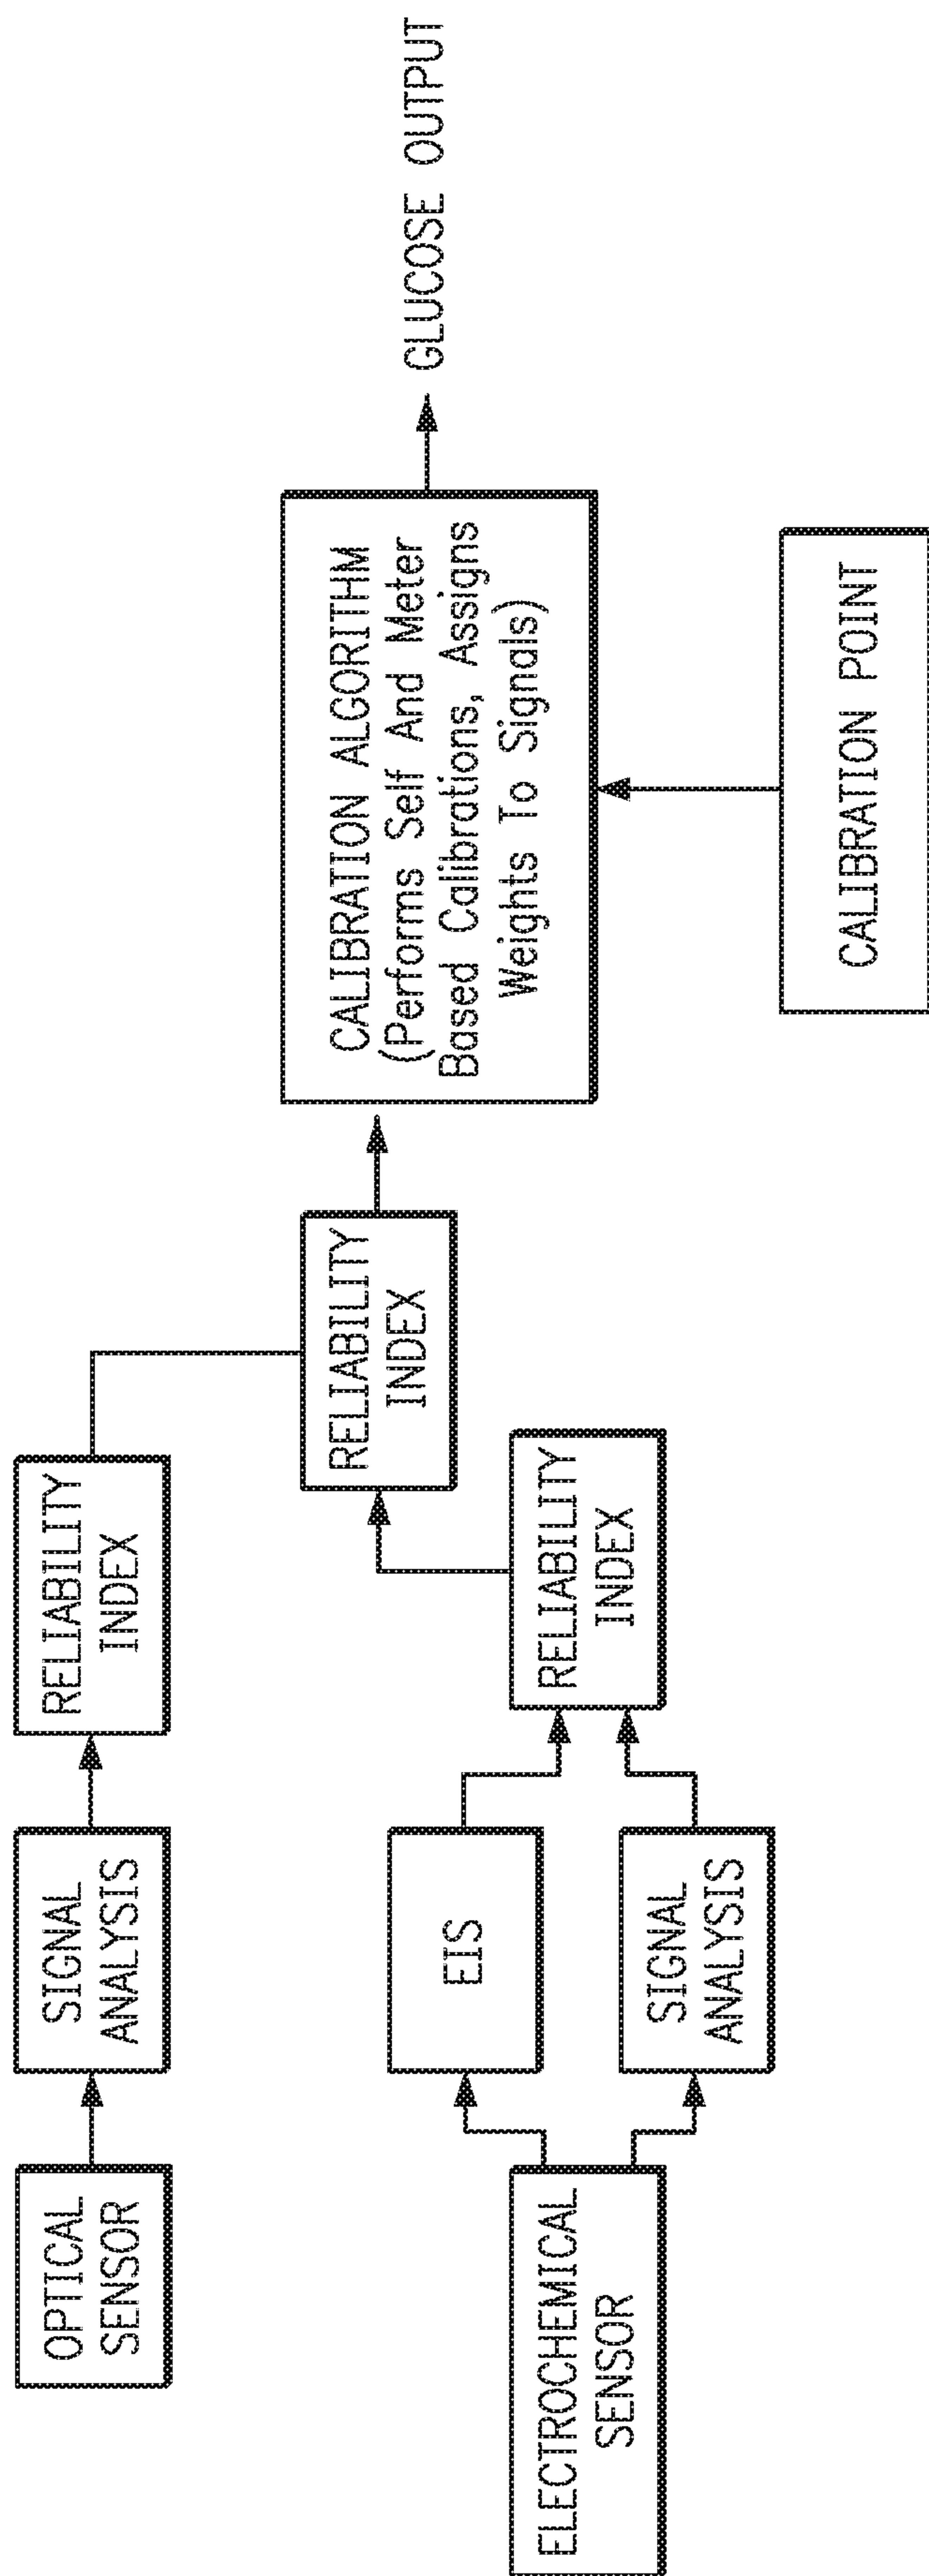 OPTICAL
SENSOR
SIGNAL
ANALYSIS
RELIABILITY
INDEX
ELECTROCHEMICAL
SENSOR
EIS
SIGNAL
ANALYSIS
RELIABILITY
INDEX
RELIABILITY
INDEX
CALIBRATION ALGORITHM
(Performs Self And Meter
Based Calibrations, Assigns
Weights To Signals)
CALIBRATION POINT
GLUCOSE OUTPUT